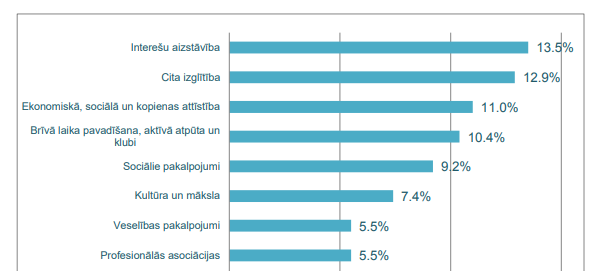 Interešu aizstāvība 13.5%
Cita izglītība 12.9%
Ekonomiskā, sociālā un kopienas attīstība 11.0%
Brīvā laika pavadīšana, aktīvā atpūta un
klubi 10.4%
Sociālie pakalpojumi 9.2%
Kultūra un māksla 7.4%
Veselības pakalpojumi 5.5%
Profesionālās asociācijas 5.5%